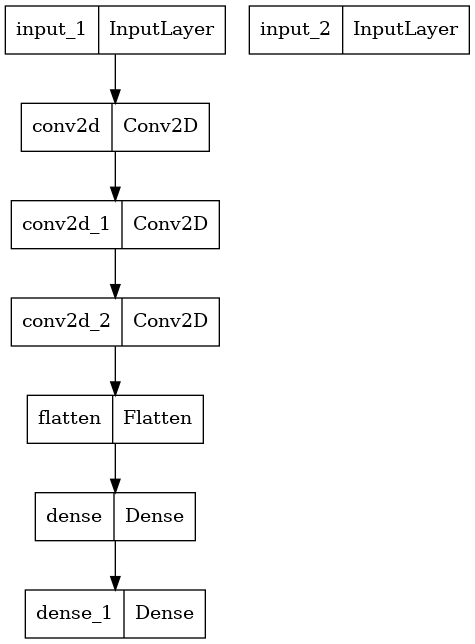 input_1 InputLayer
input_2 InputLayer
conv2d Conv2D
conv2d_1 Conv2D
conv2d_2 Conv2D
flatten Flatten
dense Dense
dense_1 Dense